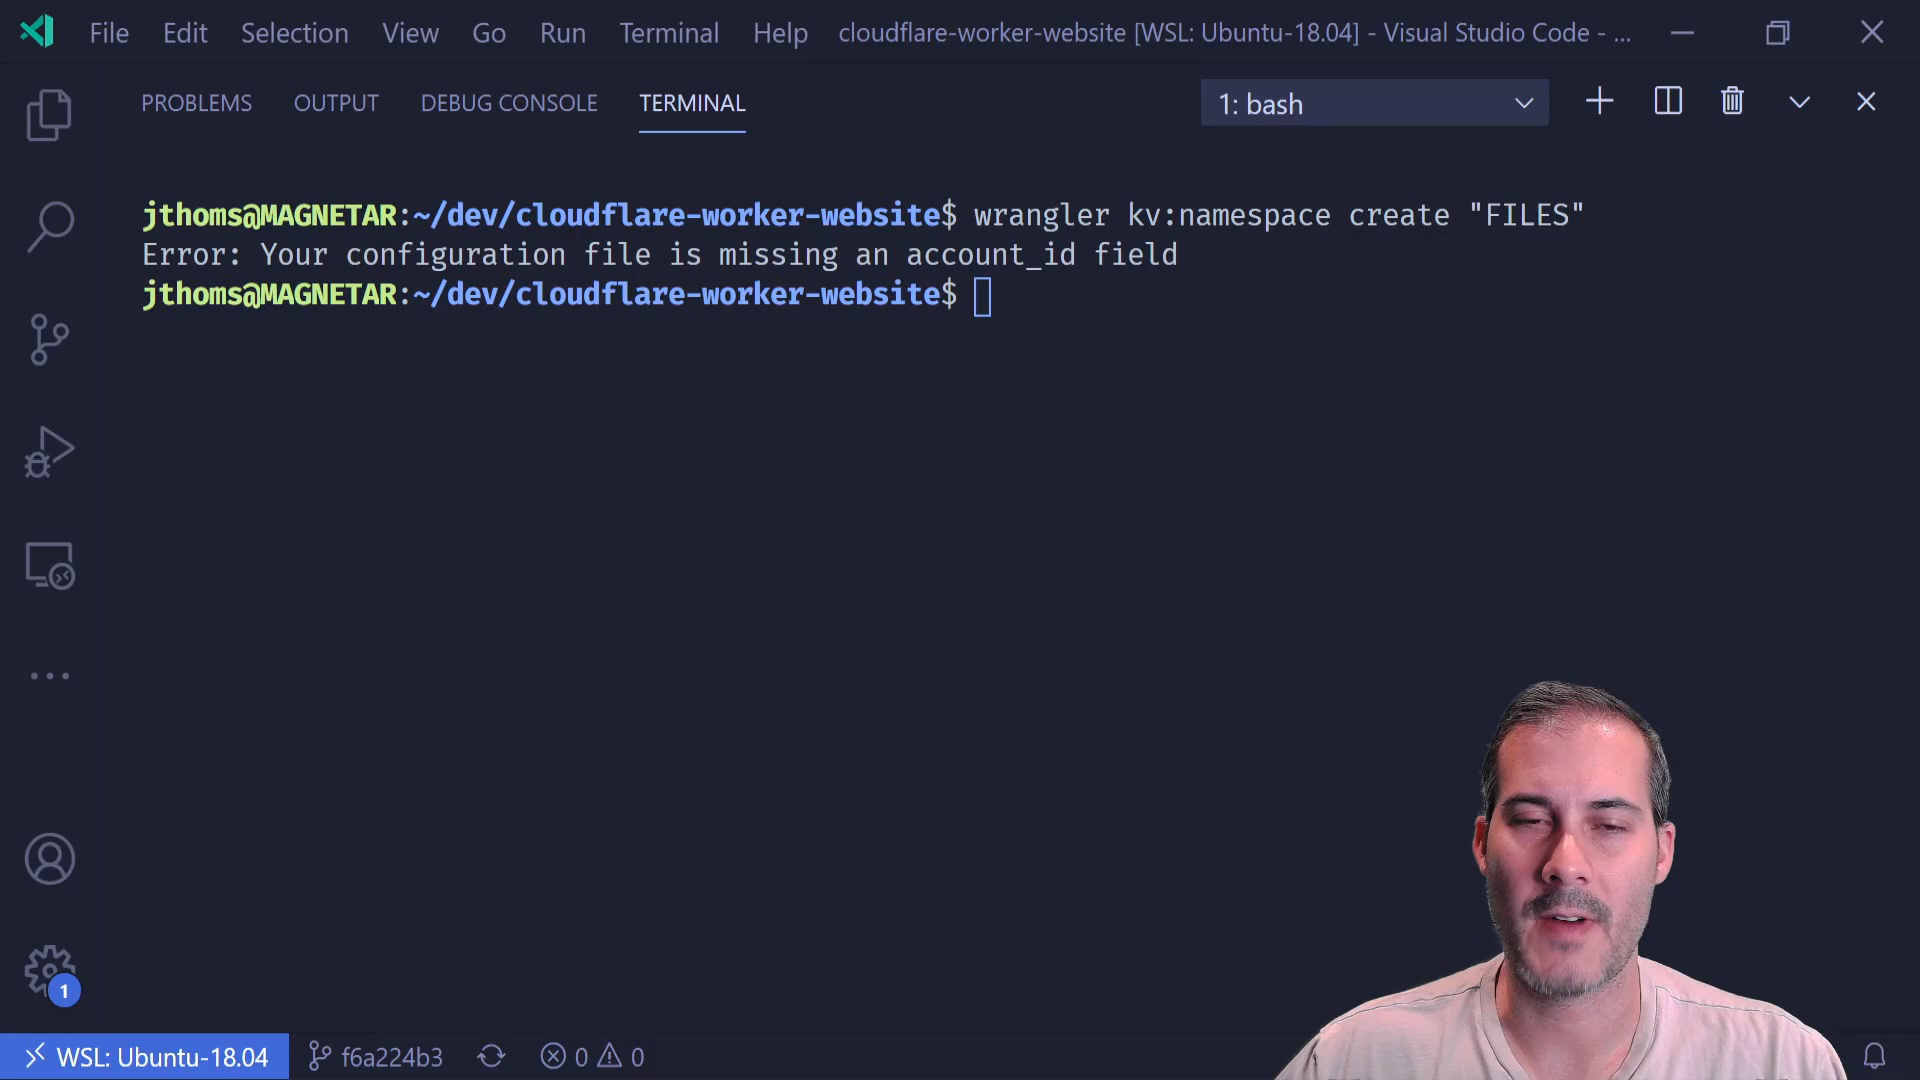 File Edit Selection View Go Run Terminal Help cloudflare-worker-website [WSL: Ubuntu-18.04] - Visual Studio Code - ...
PROBLEMS OUTPUT DEBUG CONSOLE TERMINAL 1: bash
jthoms@MAGNETAR:~/dev/cloudflare-worker-website$ wrangler kv:namespace create "FILES"
Error: Your configuration file is missing an account_id field
jthoms@MAGNETAR:~/dev/cloudflare-worker-website$
1
WSL: Ubuntu-18.04 f6a224b3 0 0